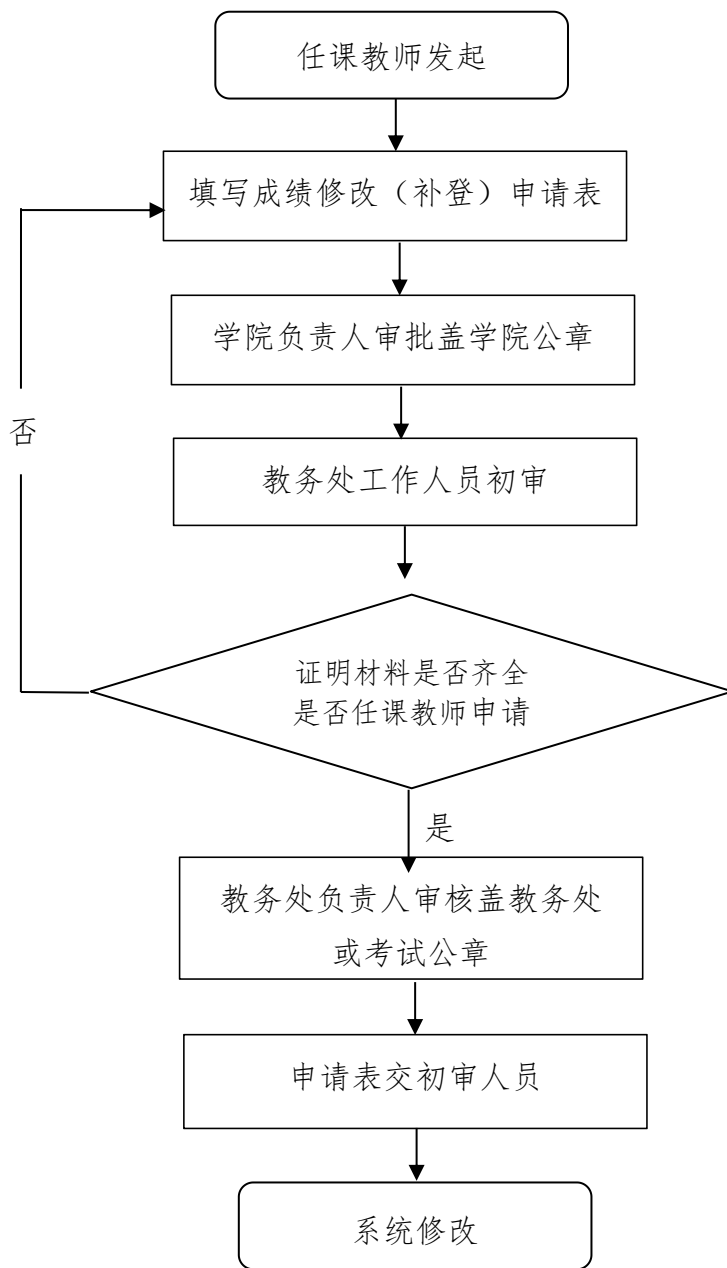 任课教师发起
填写成绩修改（补登）申请表
学院负责人审批盖学院公章
否
教务处工作人员初审
证明材料是否齐全
是否任课教师申请
是
教务处负责人审核盖教务处
或考试公章
申请表交初审人员
系统修改